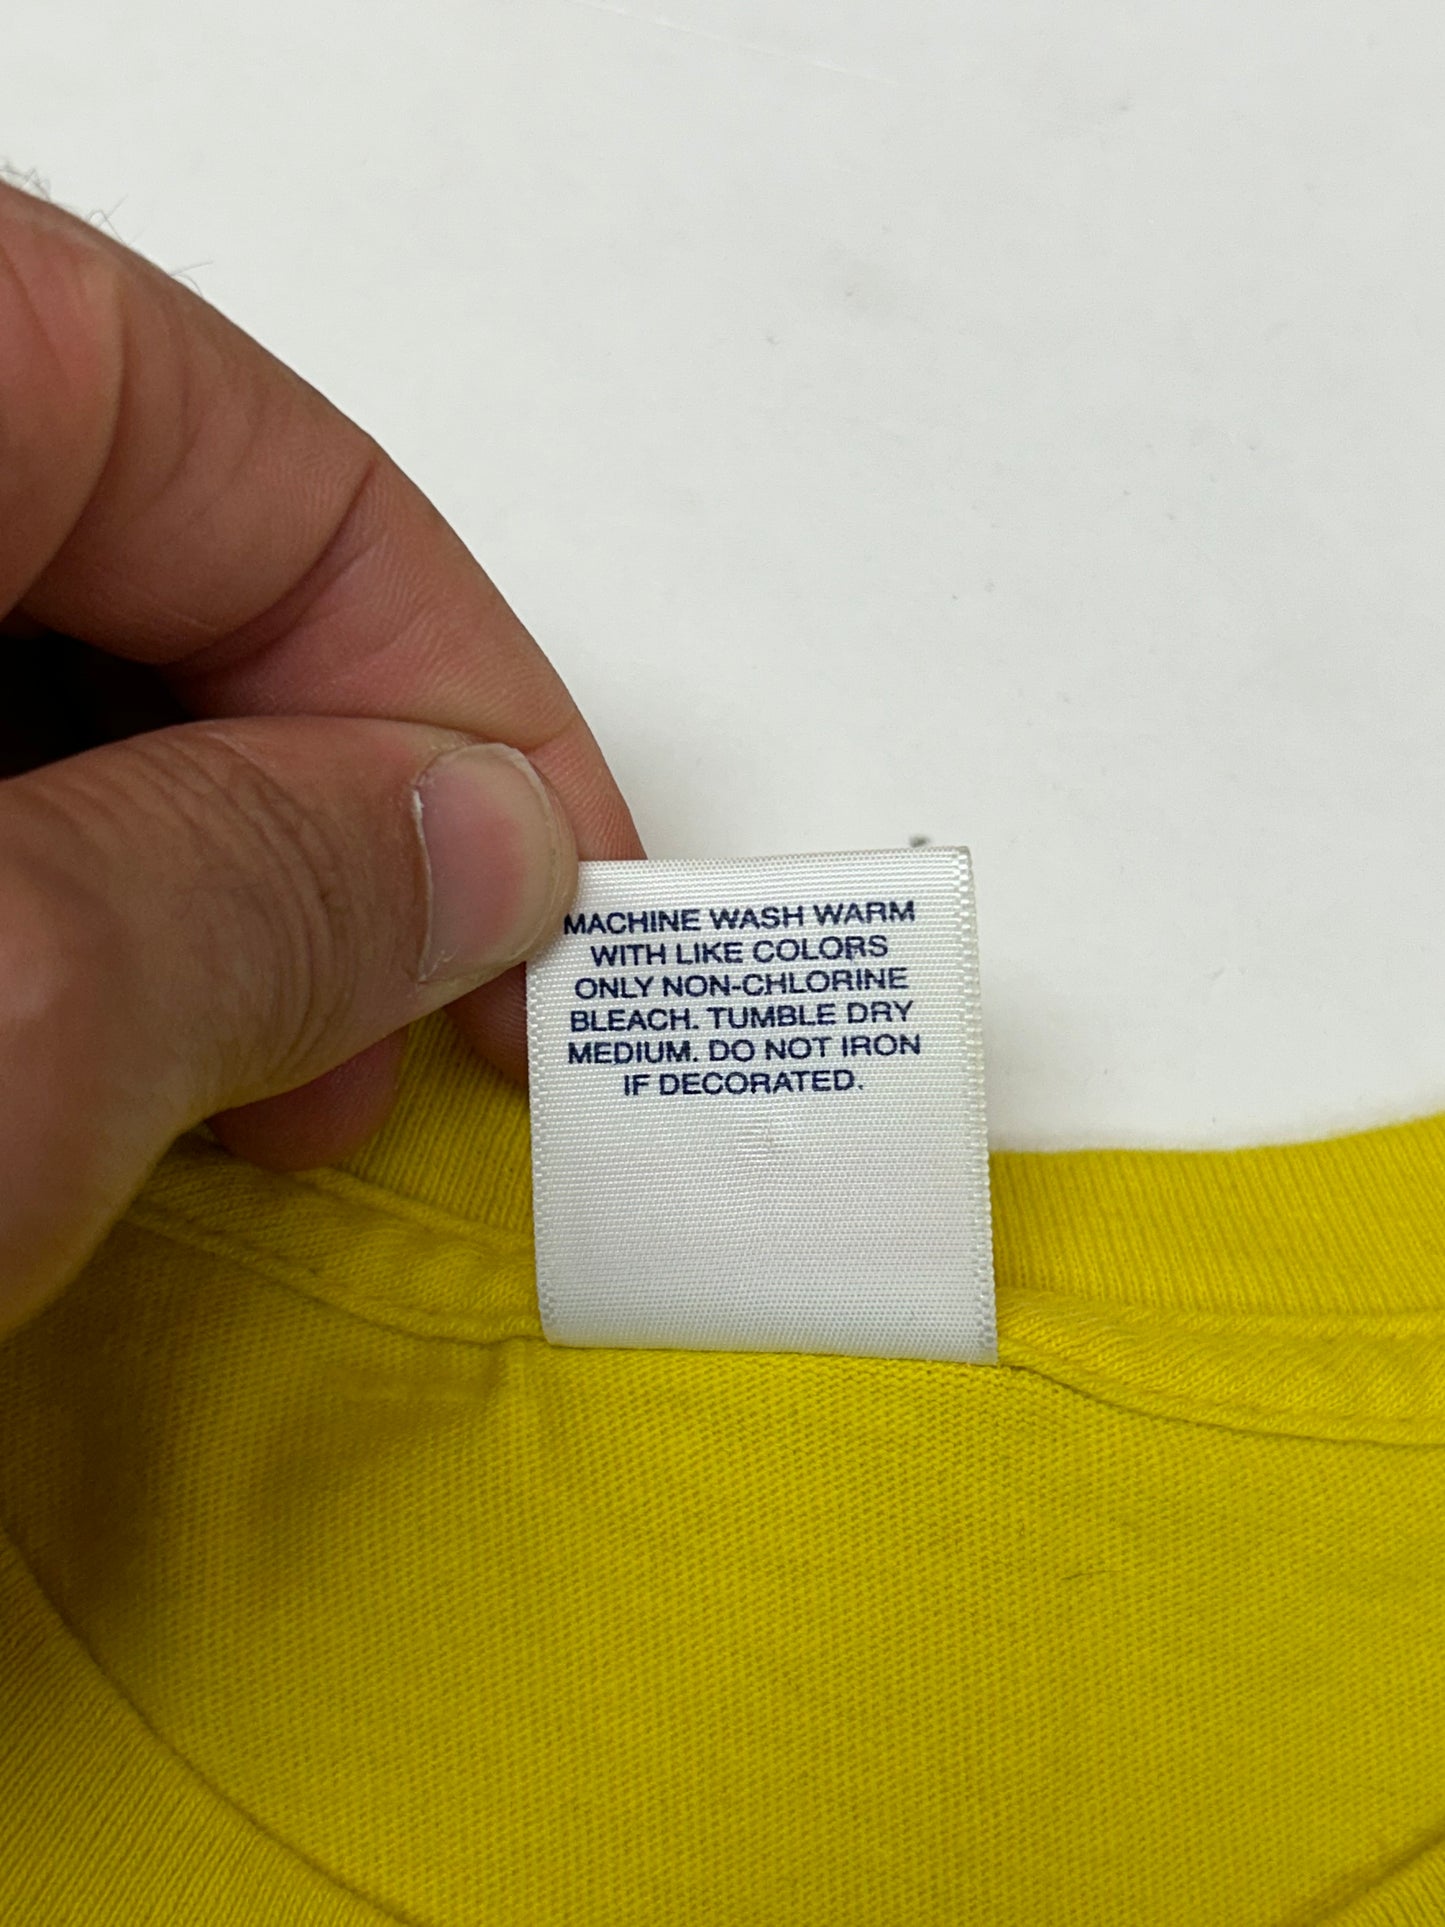 MACHINE WASH WARM
WITH LIKE COLORS
ONLY NON-CHLORINE
BLEACH. TUMBLE DRY
MEDIUM. DO NOT IRON
IF DECORATED.